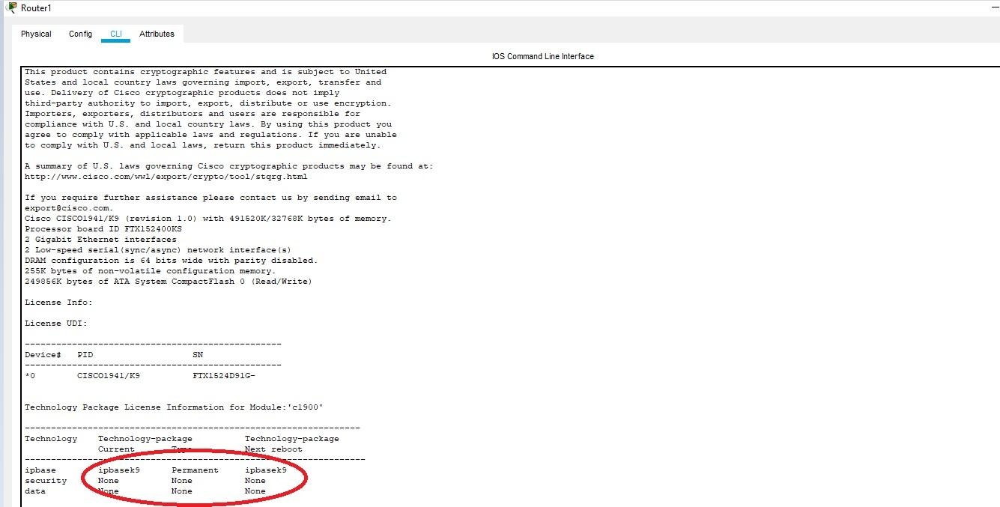 Router1
Physical Config CLI Attributes
IOS Command Line Interface
This product contains cryptographic features and is subject to United
States and local country laws governing import, export, transfer and
use. Delivery of Cisco cryptographic products does not imply
third-party authority to import, export, distribute or use encryption.
Importers, exporters, distributors and users are responsible for
compliance with U.S. and local country laws. By using this product you
agree to comply with applicable laws and regulations. If you are unable
to comply with U.S. and local laws, return this product immediately.
A summary of U.S. laws governing Cisco cryptographic products may be found at:
http://www.cisco.com/wwl/export/crypto/tool/stqrg.html
If you require further assistance please contact us by sending email to
export@cisco.com.
Cisco CISCO1941/K9 (revision 1.0) with 491520K/32768K bytes of memory.
Processor board ID FTX152400KS
2 Gigabit Ethernet interfaces
2 Low-speed serial(sync/async) network interface(s)
DRAM configuration is 64 bits wide with parity disabled.
255K bytes of non-volatile configuration memory.
249856K bytes of ATA System CompactFlash 0 (Read/Write)
License Info:
License UDI:
-------------------------------------------------
Device# PID SN
-------------------------------------------------
*0 CISCO1941/K9 FTX1524D91G-
Technology Package License Information for Module:'c1900'
----------------------------------------------------------------
Technology Technology-package Technology-package
Current Type Next reboot
-----------------------------------------------------------------
ipbase ipbasek9 Permanent ipbasek9
security None None None
data None None None